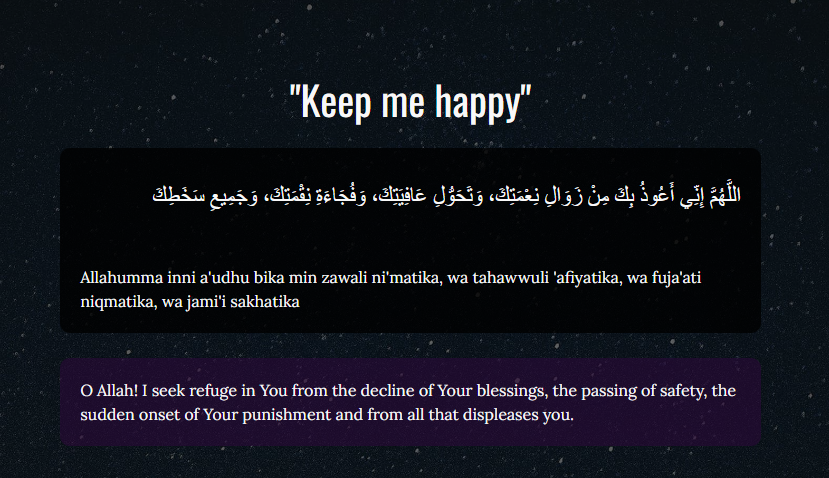 "Keep me happy"
اللَّهُمَّ إِنِّي أَعُوذُ بِكَ مِنْ زَوَالِ نِعْمَتِكَ، وَتَحَوُّلِ عَافِيَتِكَ، وَفُجَاءَةِ نِقْمَتِكَ، وَجَمِيعِ سَخَطِكَ
Allahumma inni a'udhu bika min zawali ni'matika, wa tahawwuli 'afiyatika, wa fuja'ati
niqmatika, wa jami'i sakhatika
O Allah! I seek refuge in You from the decline of Your blessings, the passing of safety, the
sudden onset of Your punishment and from all that displeases you.